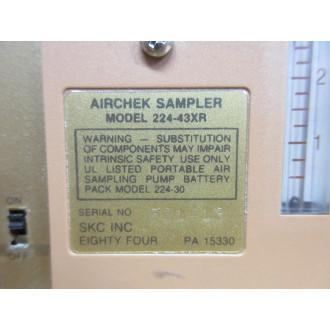 AIRCHEK SAMPLER
MODEL 224-43XR
WARNING – SUBSTITUTION
OF COMPONENTS MAY IMPAIR
INTRINSIC SAFETY USE ONLY
UL LISTED PORTABLE AIR
SAMPLING PUMP BATTERY
PACK MODEL 224-30
SERIAL NO
SKC INC.
EIGHTY FOUR PA 15330
ON
OFF
2
1